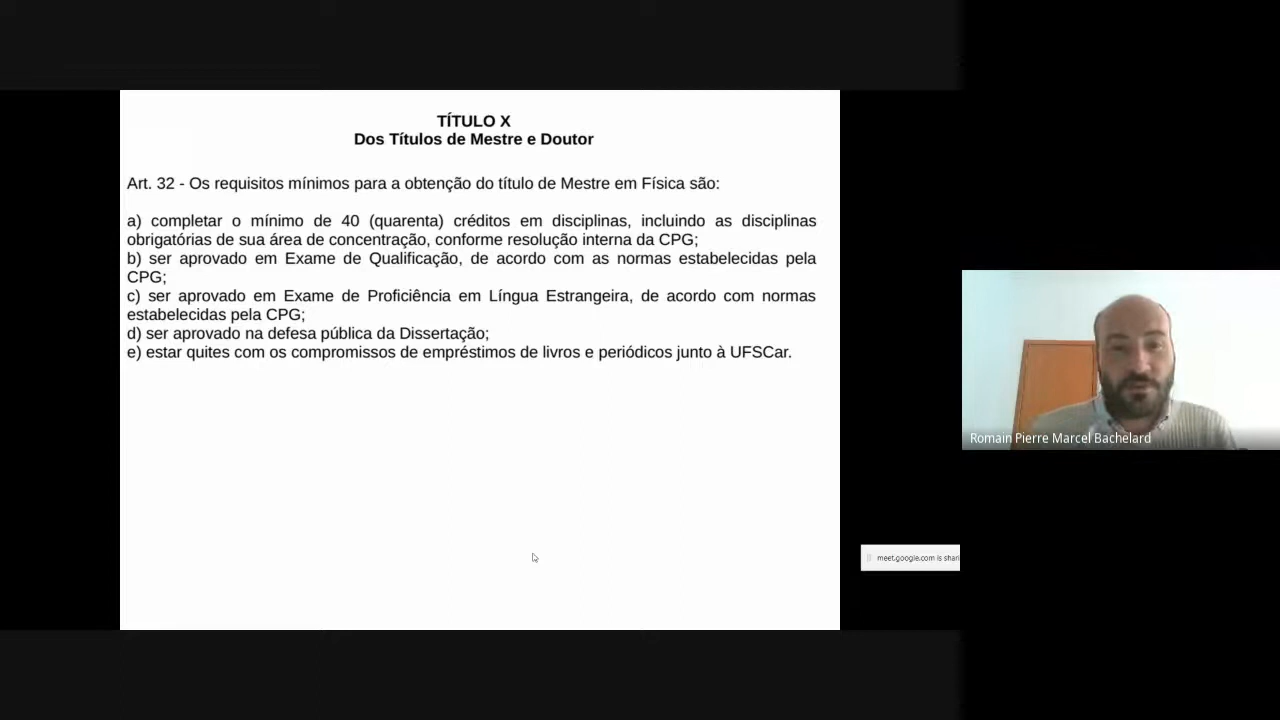 TÍTULO X
Dos Títulos de Mestre e Doutor
Art. 32 - Os requisitos mínimos para a obtenção do título de Mestre em Física são:
a) completar o mínimo de 40 (quarenta) créditos em disciplinas, incluindo as disciplinas
obrigatórias de sua área de concentração, conforme resolução interna da CPG;
b) ser aprovado em Exame de Qualificação, de acordo com as normas estabelecidas pela
CPG;
c) ser aprovado em Exame de Proficiência em Língua Estrangeira, de acordo com normas
estabelecidas pela CPG;
d) ser aprovado na defesa pública da Dissertação;
e) estar quites com os compromissos de empréstimos de livros e periódicos junto à UFSCar.
Romain Pierre Marcel Bachelard
meet.google.com is shari